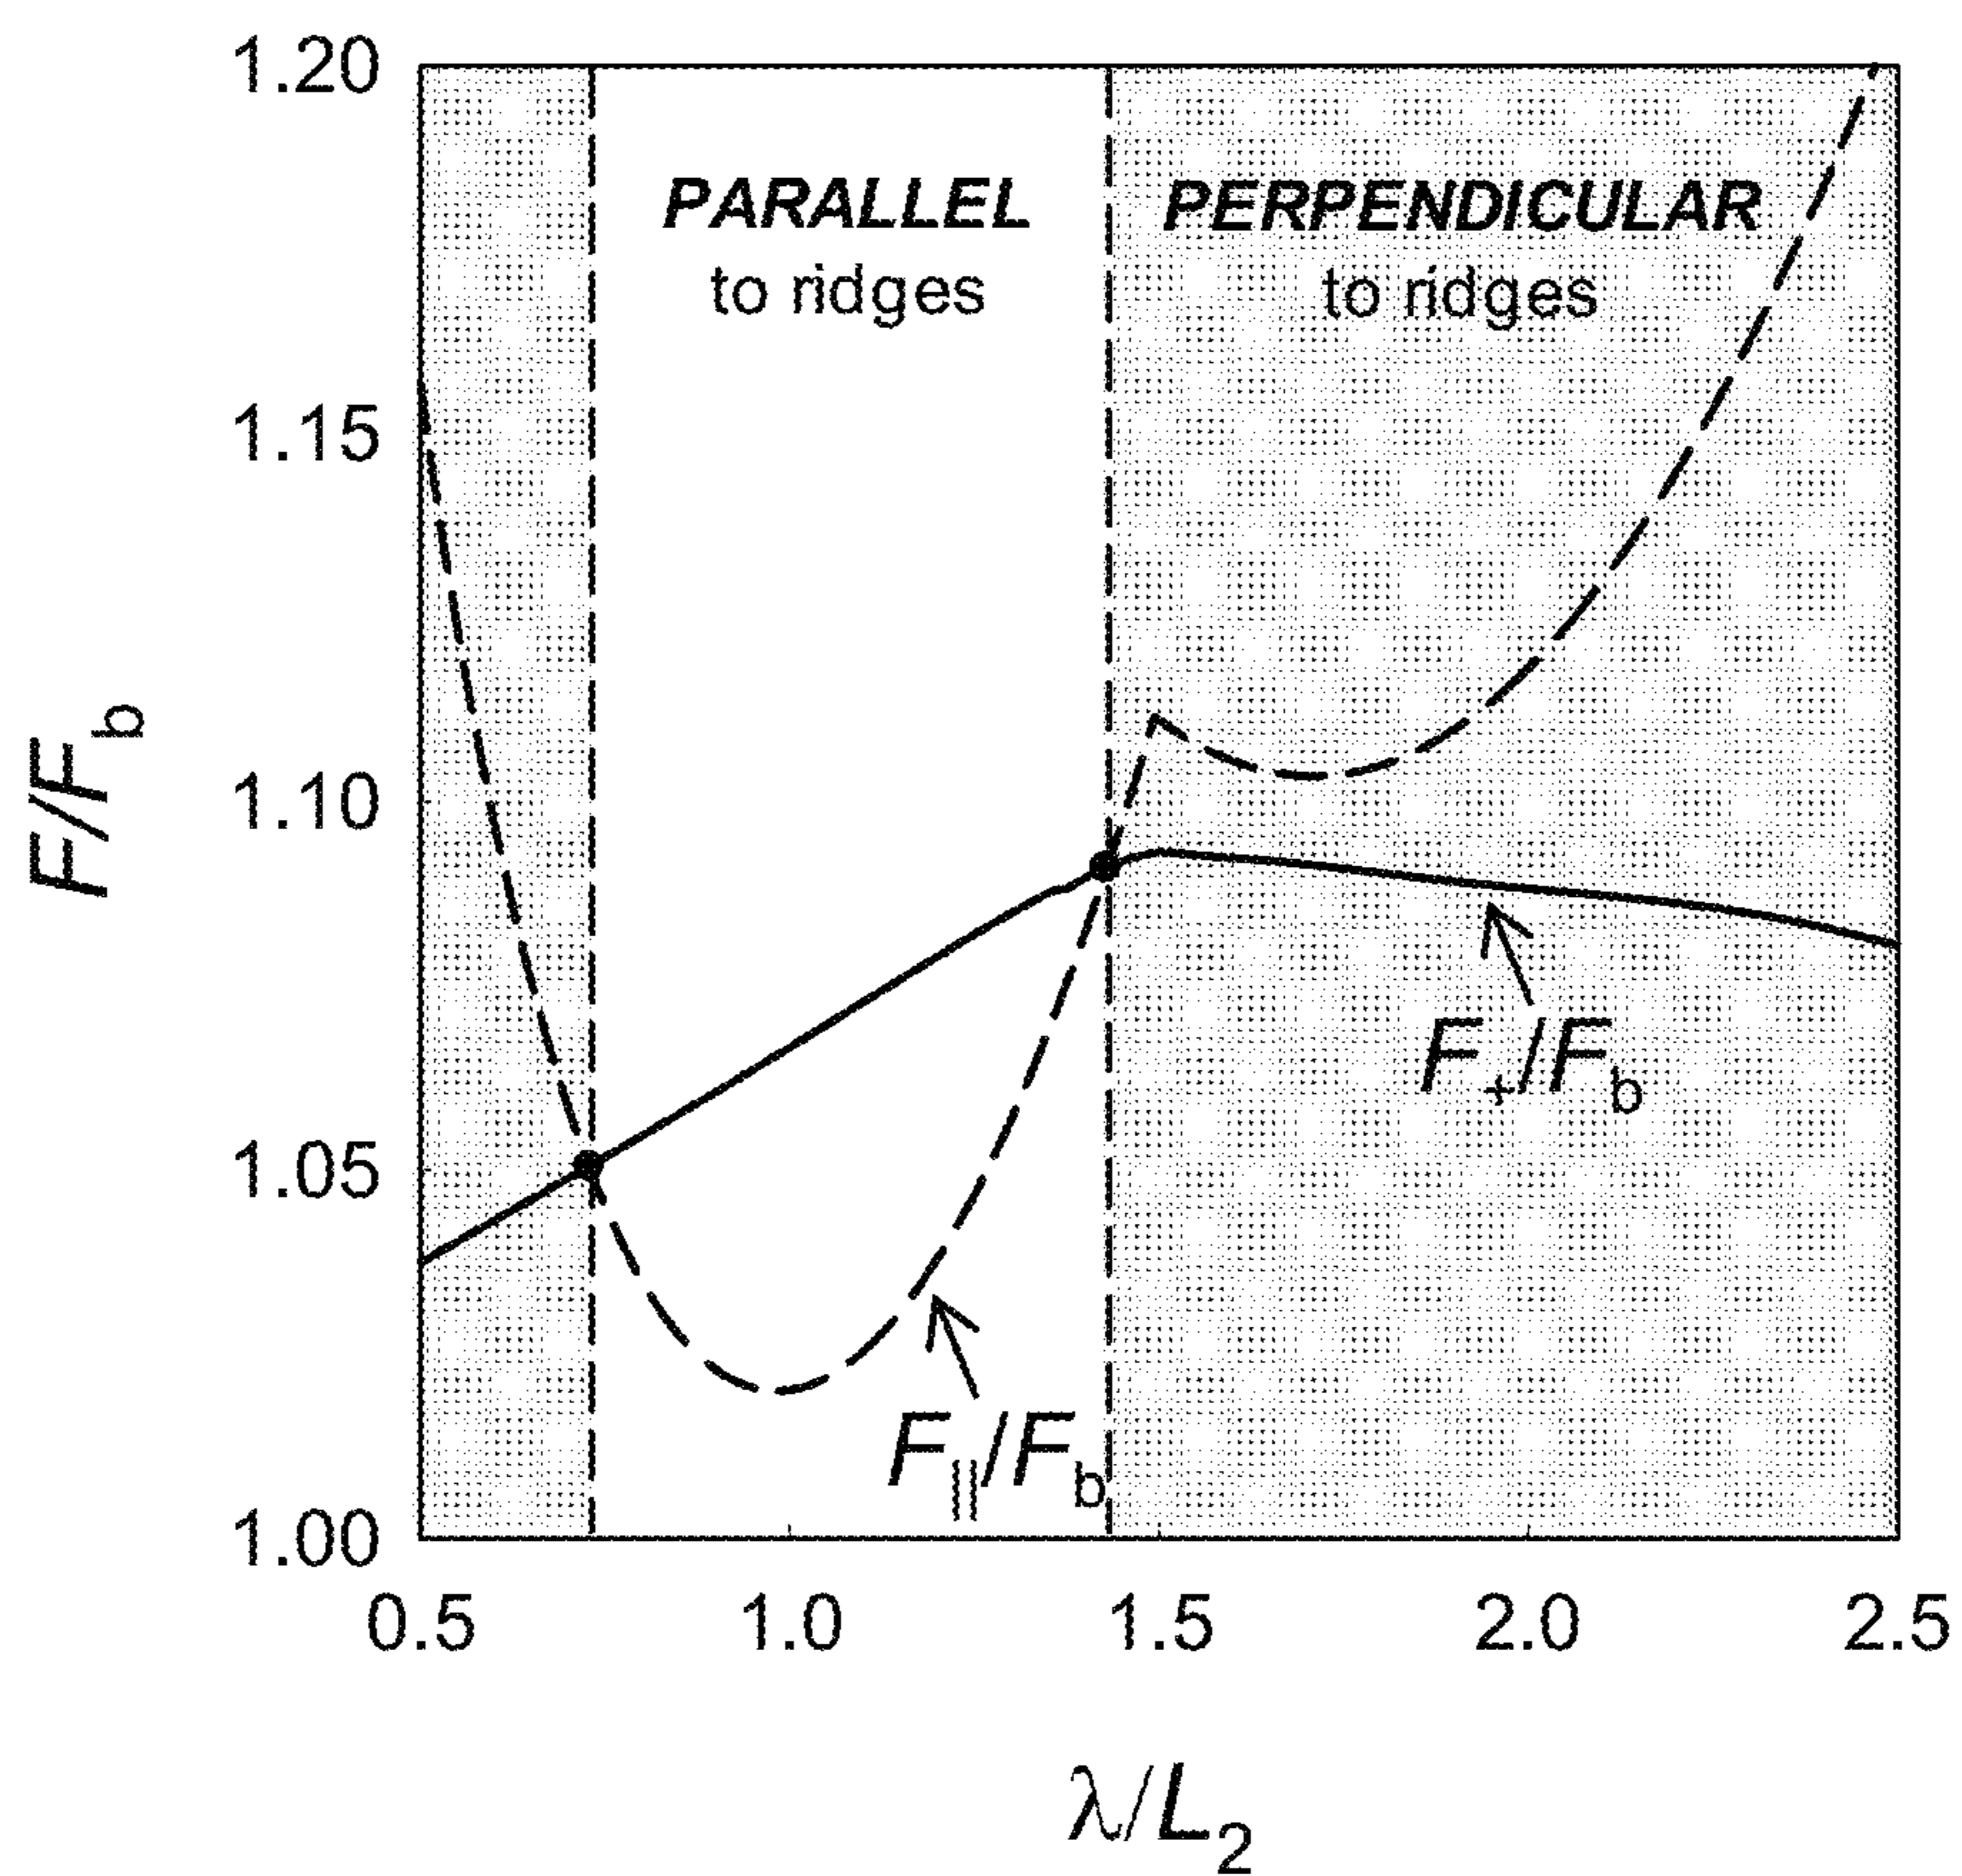 1.20
PARALLEL
to ridges
PERPENDICULAR
to ridges
1.15
F/Fb
1.10
F+/Fb
1.05
F||/Fb
1.00
0.5 1.0 1.5 2.0 2.5
λ/L2